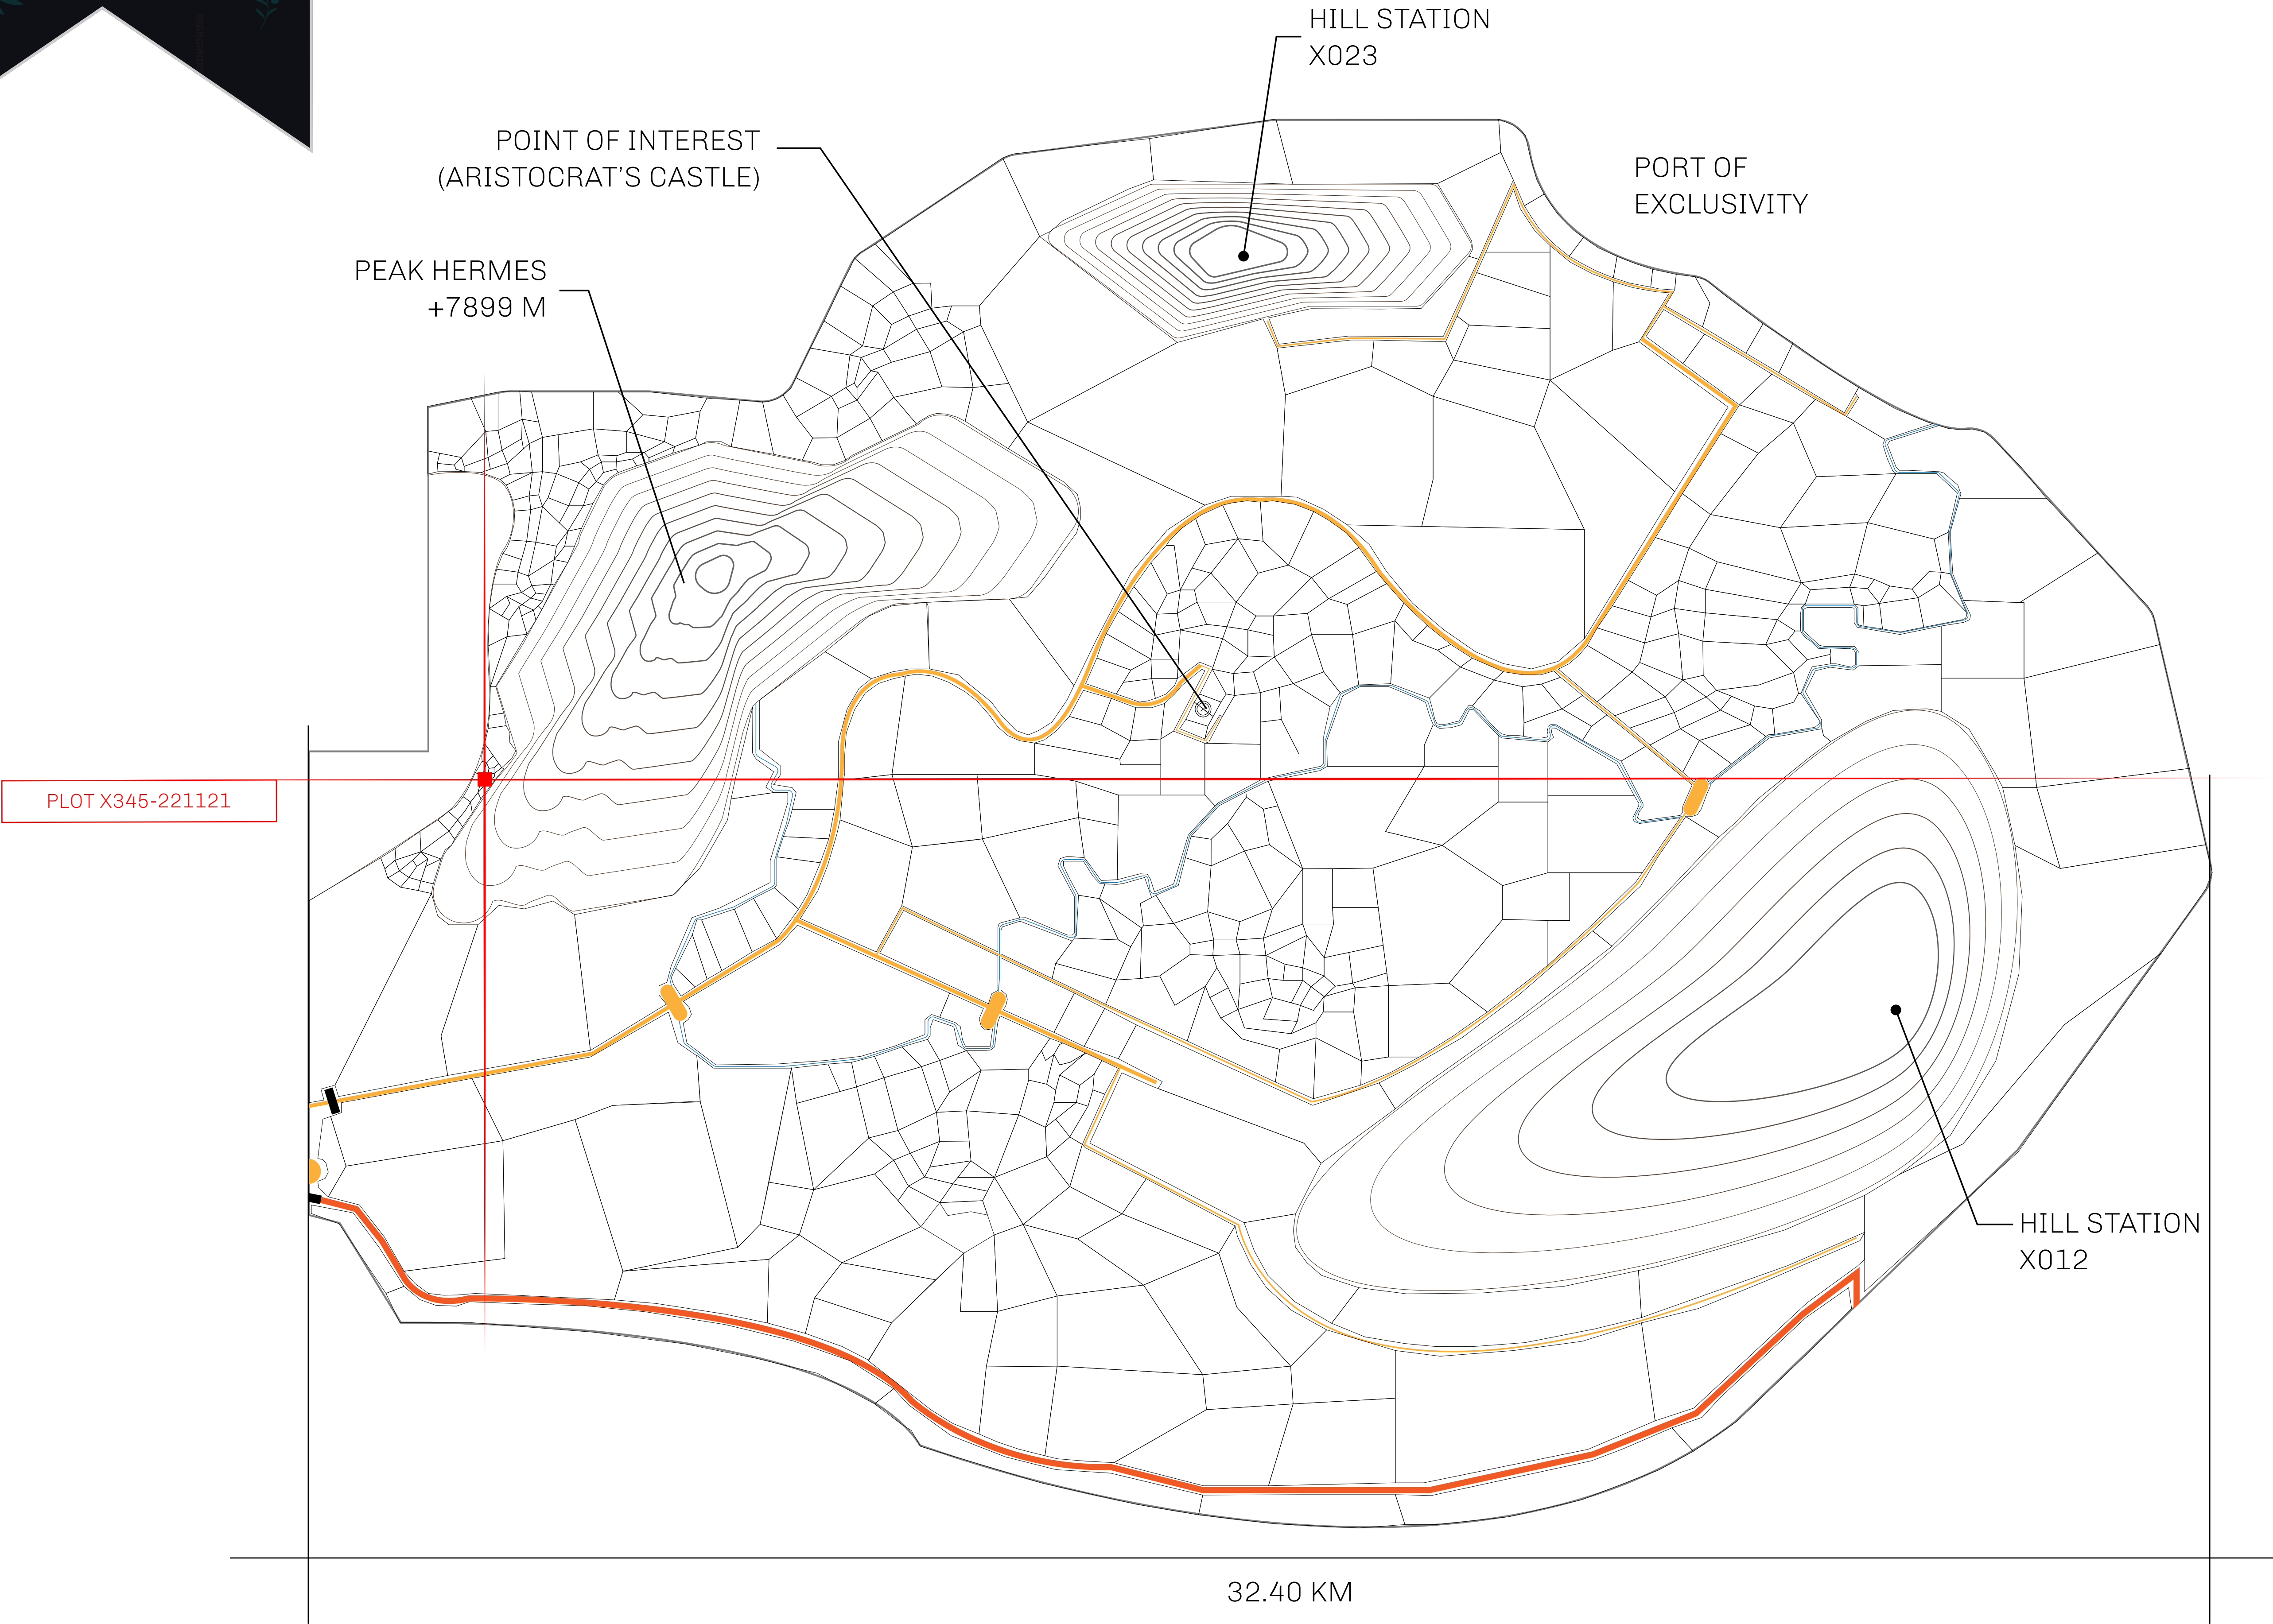 HILL STATION
X023
POINT OF INTEREST
(ARISTOCRAT'S CASTLE)
PORT OF
EXCLUSIVITY
PEAK HERMES
+7899 M
PLOT X345-221121
HILL STATION
X012
32.40 KM